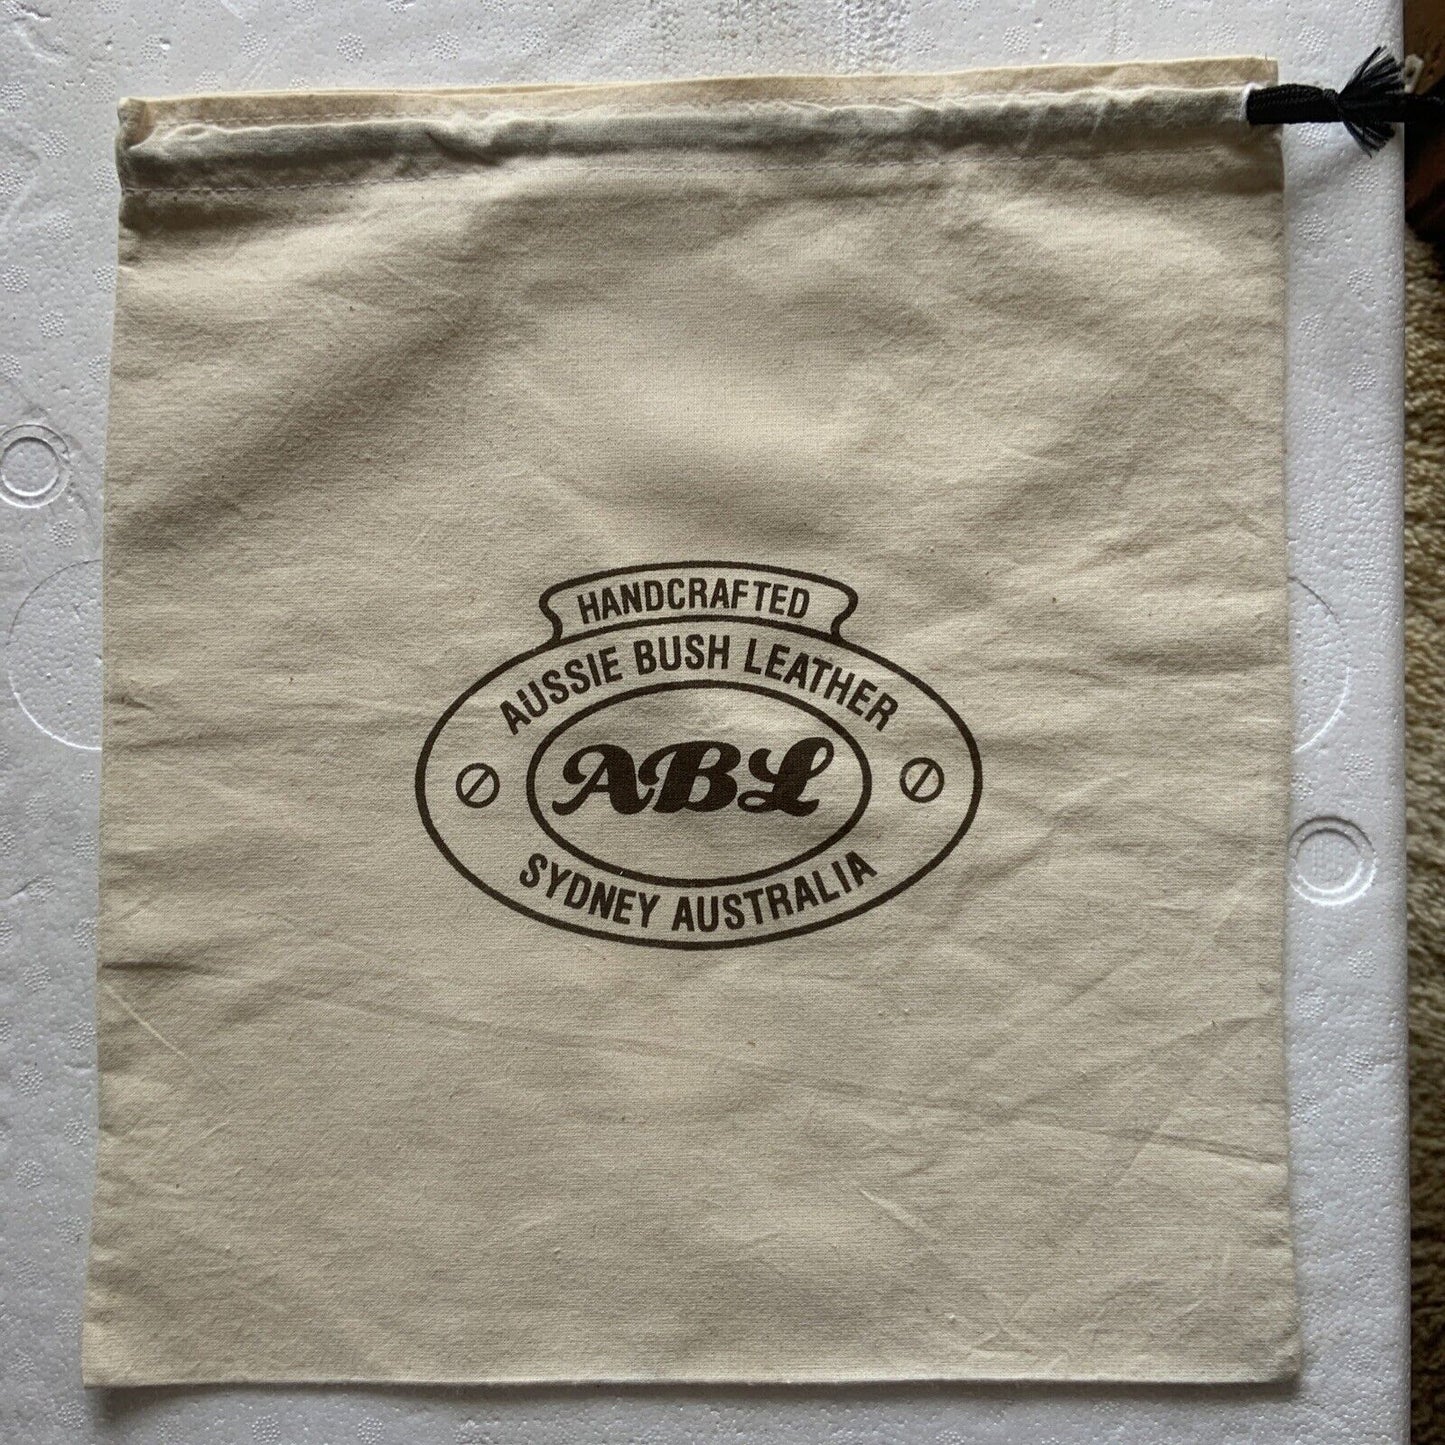 HANDCRAFTED
AUSSIE BUSH LEATHER
ABL
SYDNEY AUSTRALIA